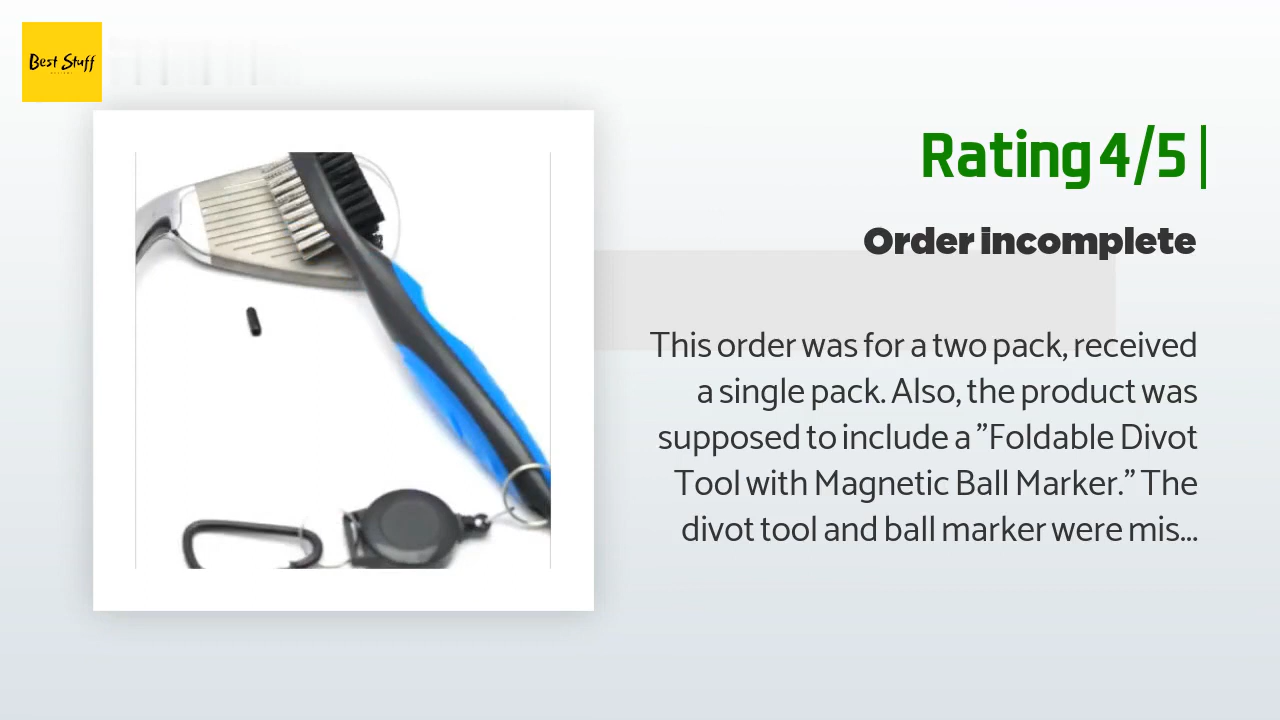 Best Stuff
Rating 4/5 |
Order incomplete
This order was for a two pack, received
a single pack. Also, the product was
supposed to include a ”Foldable Divot
Tool with Magnetic Ball Marker.” The
divot tool and ball marker were mis...